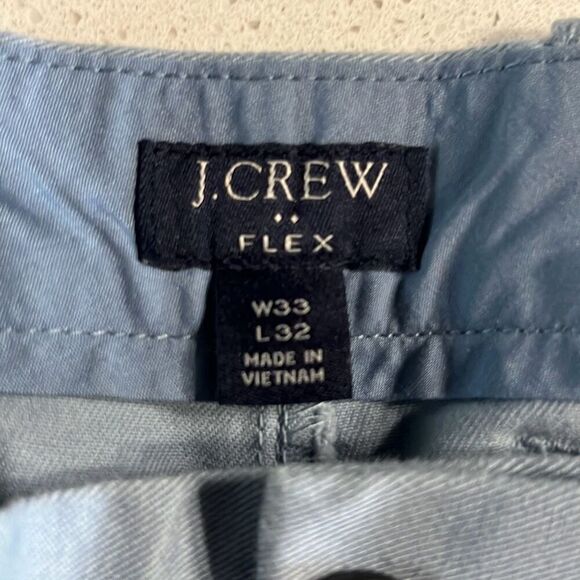 J.CREW
FLEX
W33
L32
MADE IN
VIETNAM